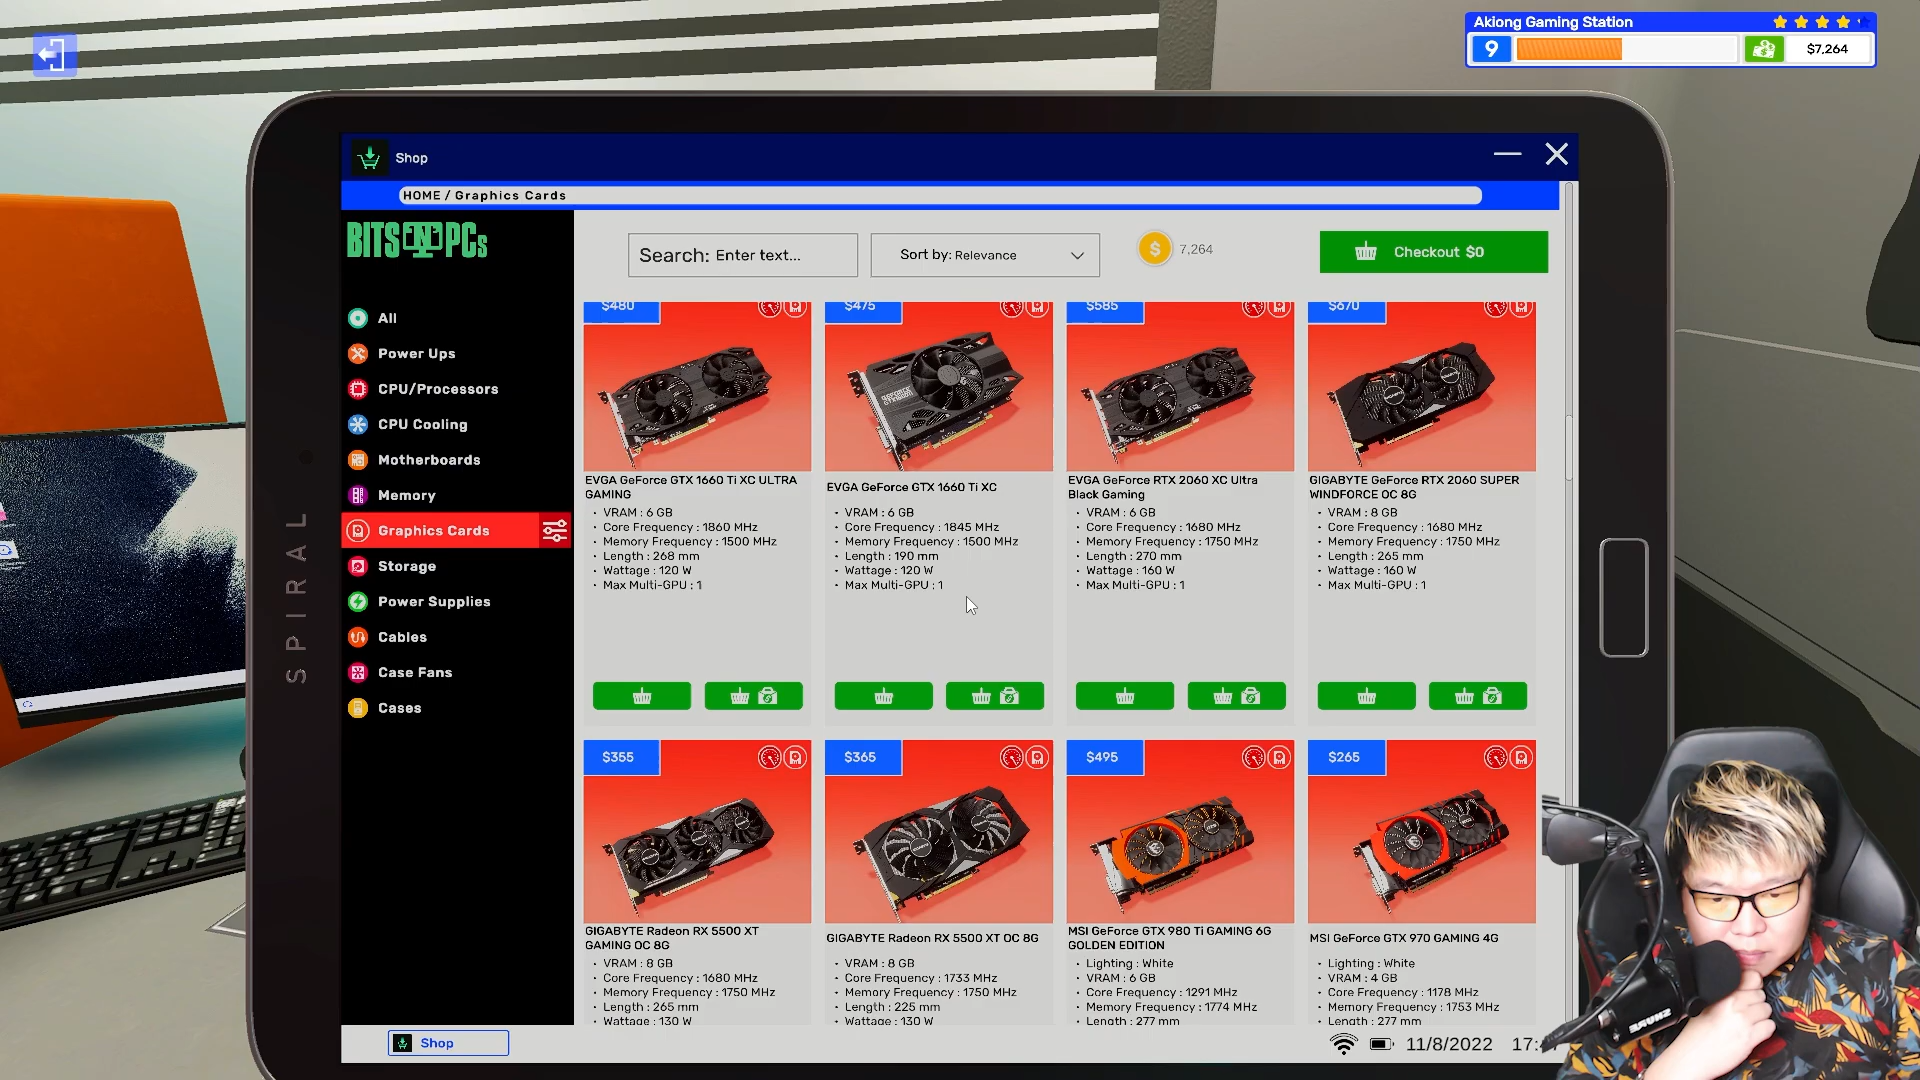 Akiong Gaming Station
9
$7,264
Shop
HOME / Graphics Cards
BITS N PCs
Search: Enter text...
Sort by: Relevance
$
7,264
Checkout $0
All
Power Ups
CPU/Processors
CPU Cooling
Motherboards
Memory
Graphics Cards
Storage
Power Supplies
Cables
Case Fans
Cases
SPIRAL
$480
$475
$585
$670
EVGA GeForce GTX 1660 Ti XC ULTRA
GAMING
• VRAM : 6 GB
• Core Frequency : 1860 MHz
• Memory Frequency : 1500 MHz
• Length : 268 mm
• Wattage : 120 W
• Max Multi-GPU : 1
EVGA GeForce GTX 1660 Ti XC
• VRAM : 6 GB
• Core Frequency : 1845 MHz
• Memory Frequency : 1500 MHz
• Length : 190 mm
• Wattage : 120 W
• Max Multi-GPU : 1
EVGA GeForce RTX 2060 XC Ultra
Black Gaming
• VRAM : 6 GB
• Core Frequency : 1680 MHz
• Memory Frequency : 1750 MHz
• Length : 270 mm
• Wattage : 160 W
• Max Multi-GPU : 1
GIGABYTE GeForce RTX 2060 SUPER
WINDFORCE OC 8G
• VRAM : 8 GB
• Core Frequency : 1680 MHz
• Memory Frequency : 1750 MHz
• Length : 265 mm
• Wattage : 160 W
• Max Multi-GPU : 1
$355
$365
$495
$265
GIGABYTE Radeon RX 5500 XT
GAMING OC 8G
• VRAM : 8 GB
• Core Frequency : 1680 MHz
• Memory Frequency : 1750 MHz
• Length : 265 mm
• Wattage : 130 W
GIGABYTE Radeon RX 5500 XT OC 8G
• VRAM : 8 GB
• Core Frequency : 1733 MHz
• Memory Frequency : 1750 MHz
• Length : 225 mm
• Wattage : 130 W
MSI GeForce GTX 980 Ti GAMING 6G
GOLDEN EDITION
• Lighting : White
• VRAM : 6 GB
• Core Frequency : 1291 MHz
• Memory Frequency : 1774 MHz
• Length : 277 mm
MSI GeForce GTX 970 GAMING 4G
• Lighting : White
• VRAM : 4 GB
• Core Frequency : 1178 MHz
• Memory Frequency : 1753 MHz
• Length : 277 mm
Shop
11/8/2022
SHURE